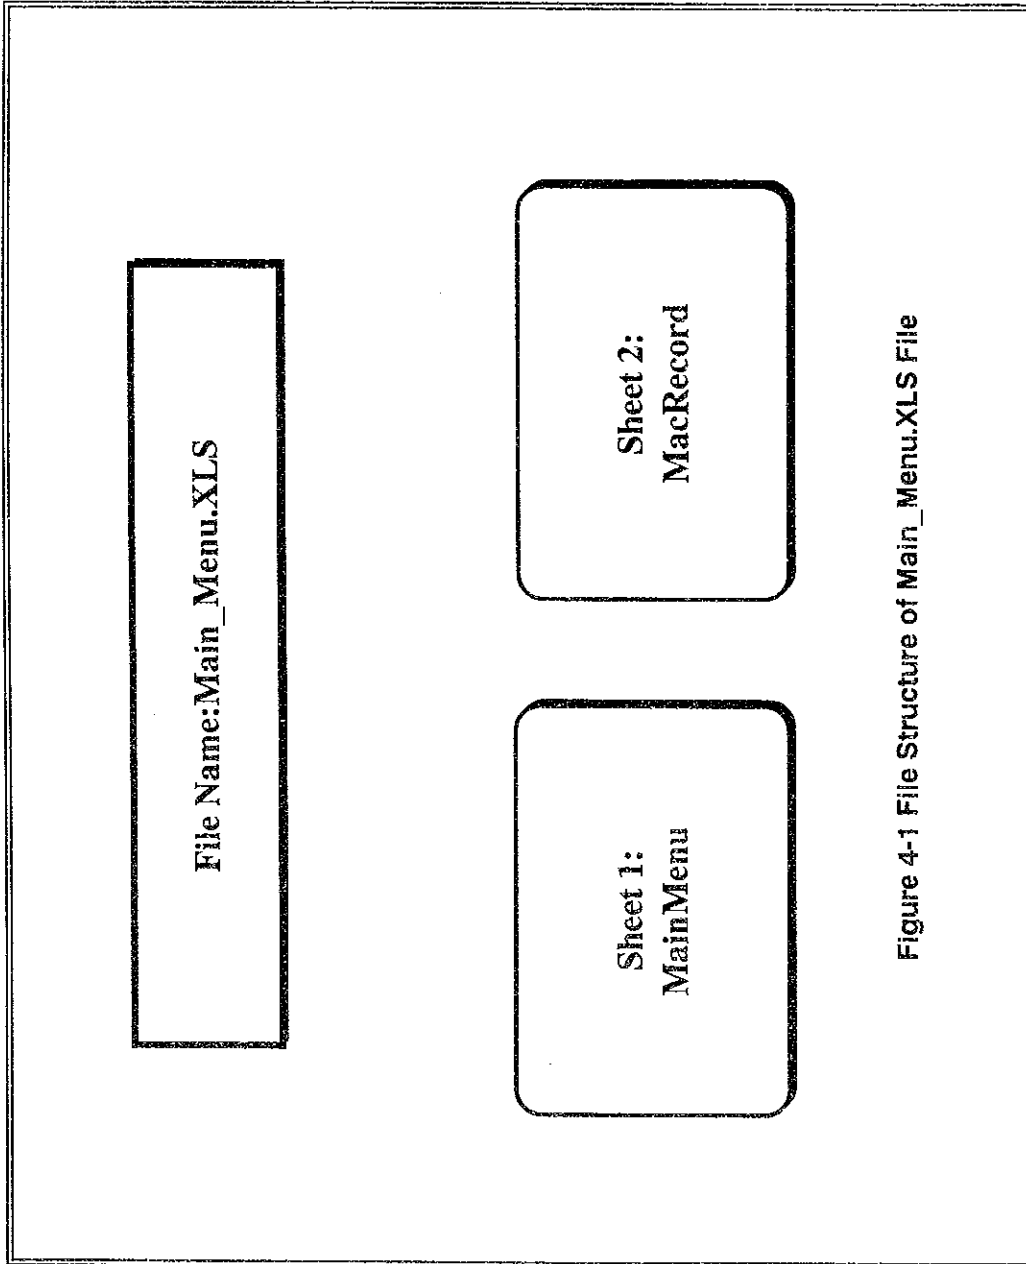 File Name:Main_Menu.XLS
Sheet 1:
MainMenu
Sheet 2:
MacRecord
Figure 4-1 File Structure of Main_Menu.XLS File